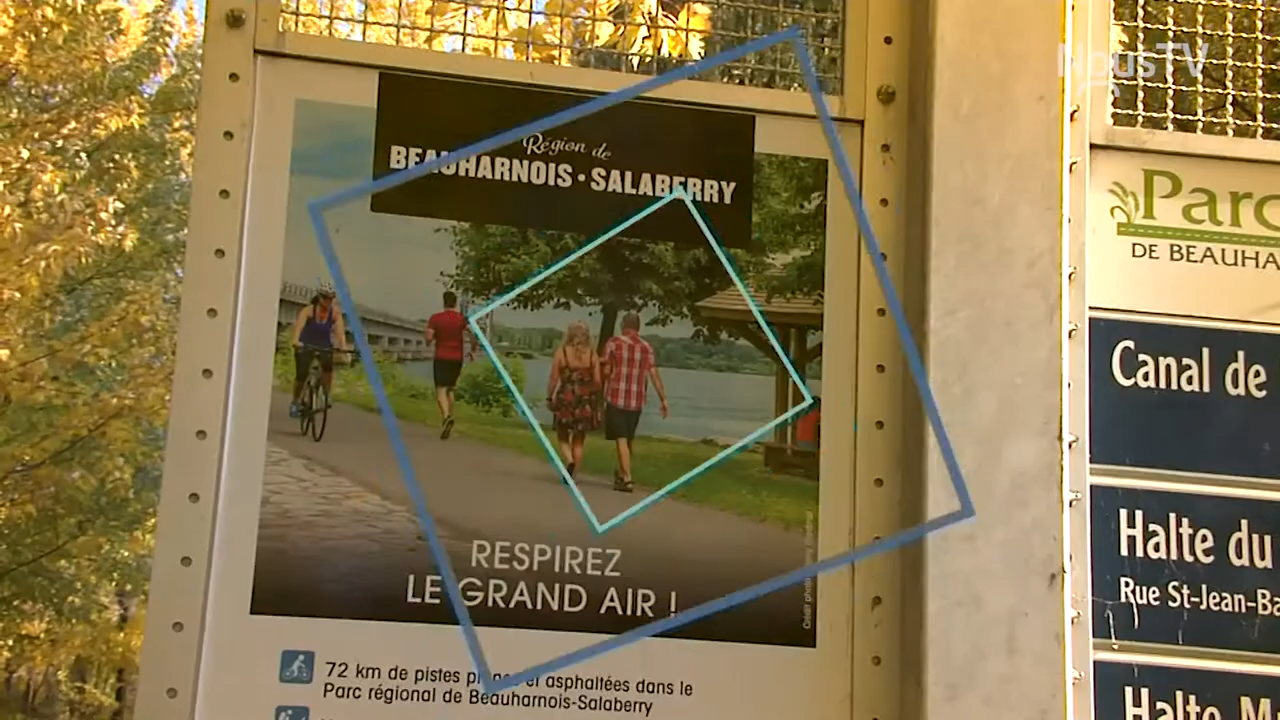 NousTV
Région de
BEAUHARNOIS • SALABERRY
RESPIREZ
LE GRAND AIR !
72 km de pistes et asphaltées dans le
Parc régional de Beauharnois-Salaberry
Parc
DE BEAUHA
Canal de
Halte du
Rue St-Jean-Ba
Halte M